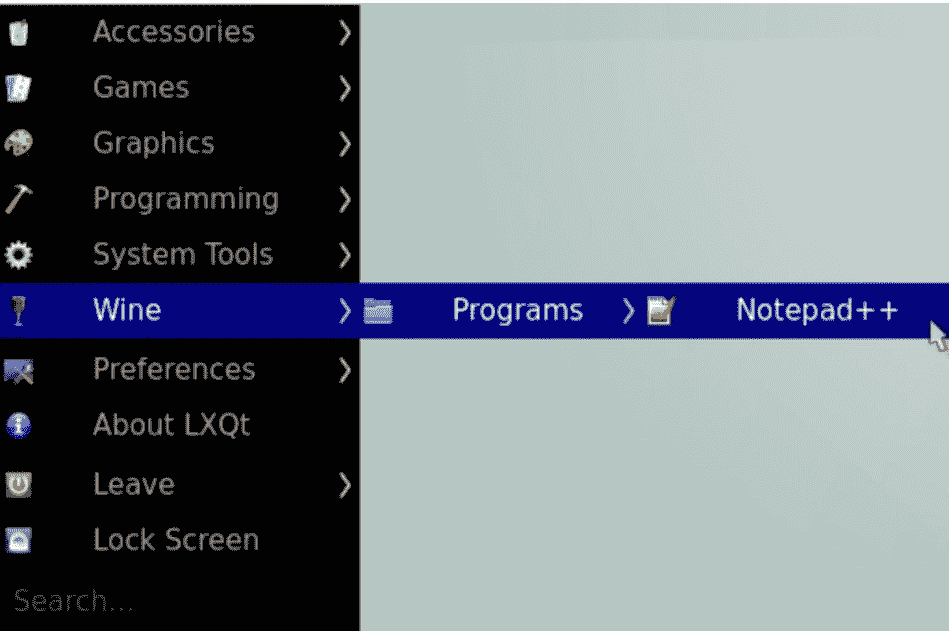 Accessories
Games
Graphics
Programming
System Tools
Wine Programs Notepad++
Preferences
About LXQt
Leave
Lock Screen
Search...